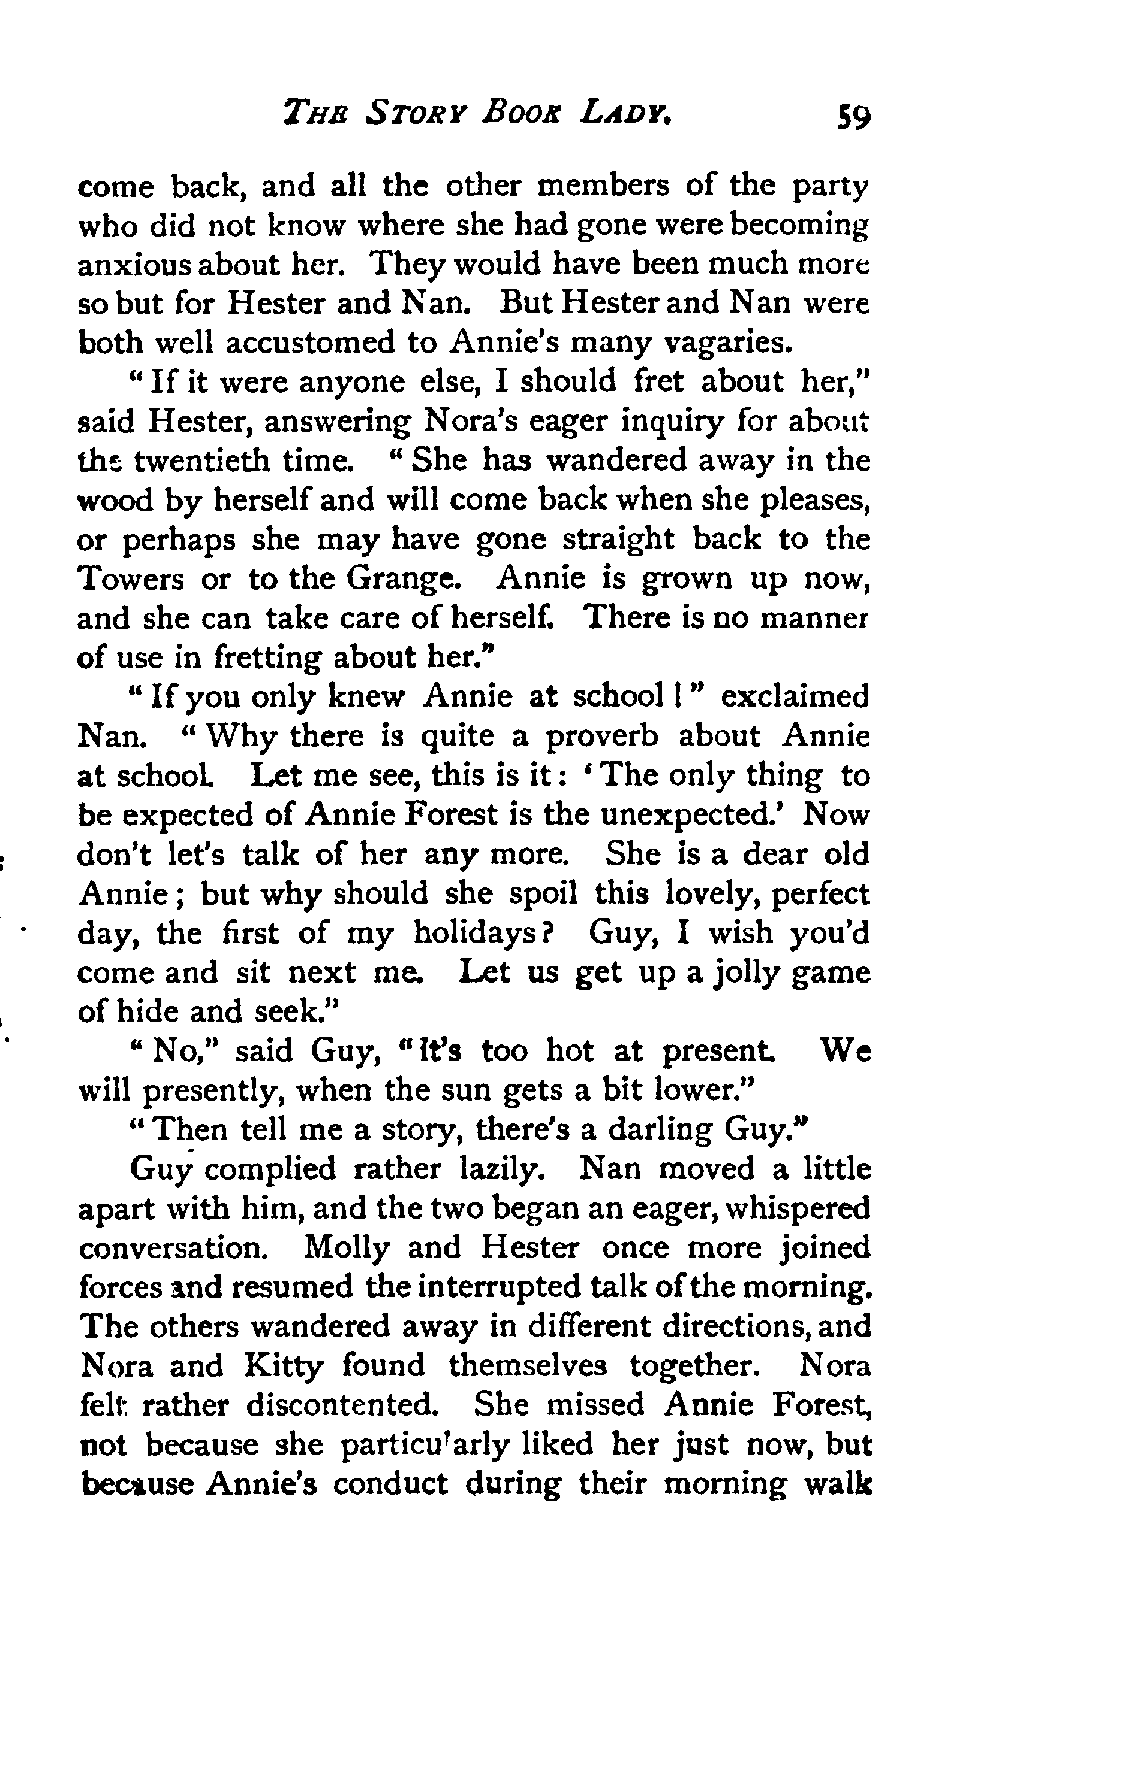 THE STORY BOOK LADY. 59
come back, and all the other members of the party
who did not know where she had gone were becoming
anxious about her. They would have been much more
so but for Hester and Nan. But Hester and Nan were
both well accustomed to Annie's many vagaries.
“If it were anyone else, I should fret about her,”
said Hester, answering Nora's eager inquiry for about
the twentieth time. “She has wandered away in the
wood by herself and will come back when she pleases,
or perhaps she may have gone straight back to the
Towers or to the Grange. Annie is grown up now,
and she can take care of herself. There is no manner
of use in fretting about her.”
“If you only knew Annie at school!” exclaimed
Nan. “Why there is quite a proverb about Annie
at school. Let me see, this is it: ‘The only thing to
be expected of Annie Forest is the unexpected.’ Now
don't let's talk of her any more. She is a dear old
Annie; but why should she spoil this lovely, perfect
day, the first of my holidays? Guy, I wish you'd
come and sit next me. Let us get up a jolly game
of hide and seek.”
“No,” said Guy, “It's too hot at present. We
will presently, when the sun gets a bit lower.”
“Then tell me a story, there's a darling Guy.”
Guy complied rather lazily. Nan moved a little
apart with him, and the two began an eager, whispered
conversation. Molly and Hester once more joined
forces and resumed the interrupted talk of the morning.
The others wandered away in different directions, and
Nora and Kitty found themselves together. Nora
felt rather discontented. She missed Annie Forest,
not because she particularly liked her just now, but
because Annie's conduct during their morning walk